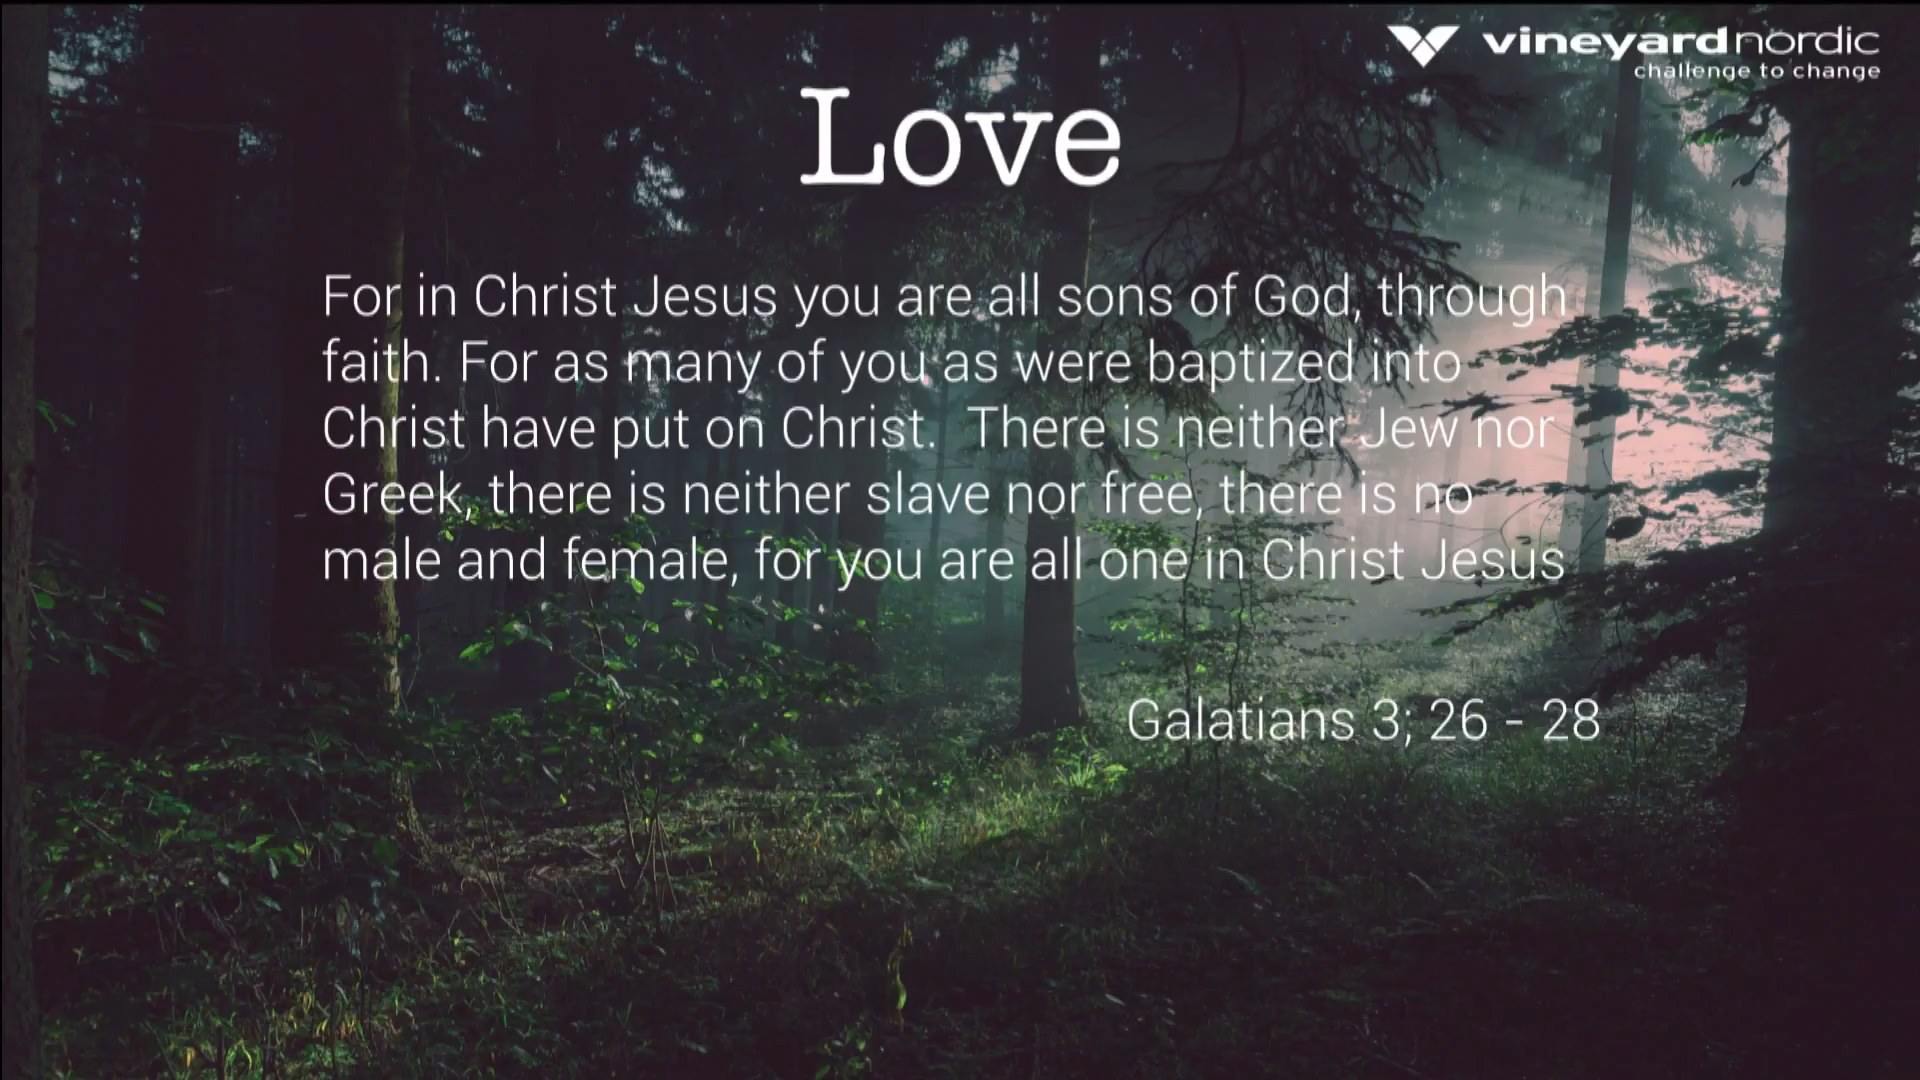 vineyardnordic
challenge to change
Love
For in Christ Jesus you are all sons of God, through
faith. For as many of you as were baptized into
Christ have put on Christ.  There is neither Jew nor
Greek, there is neither slave nor free, there is no
male and female, for you are all one in Christ Jesus
Galatians 3; 26 - 28